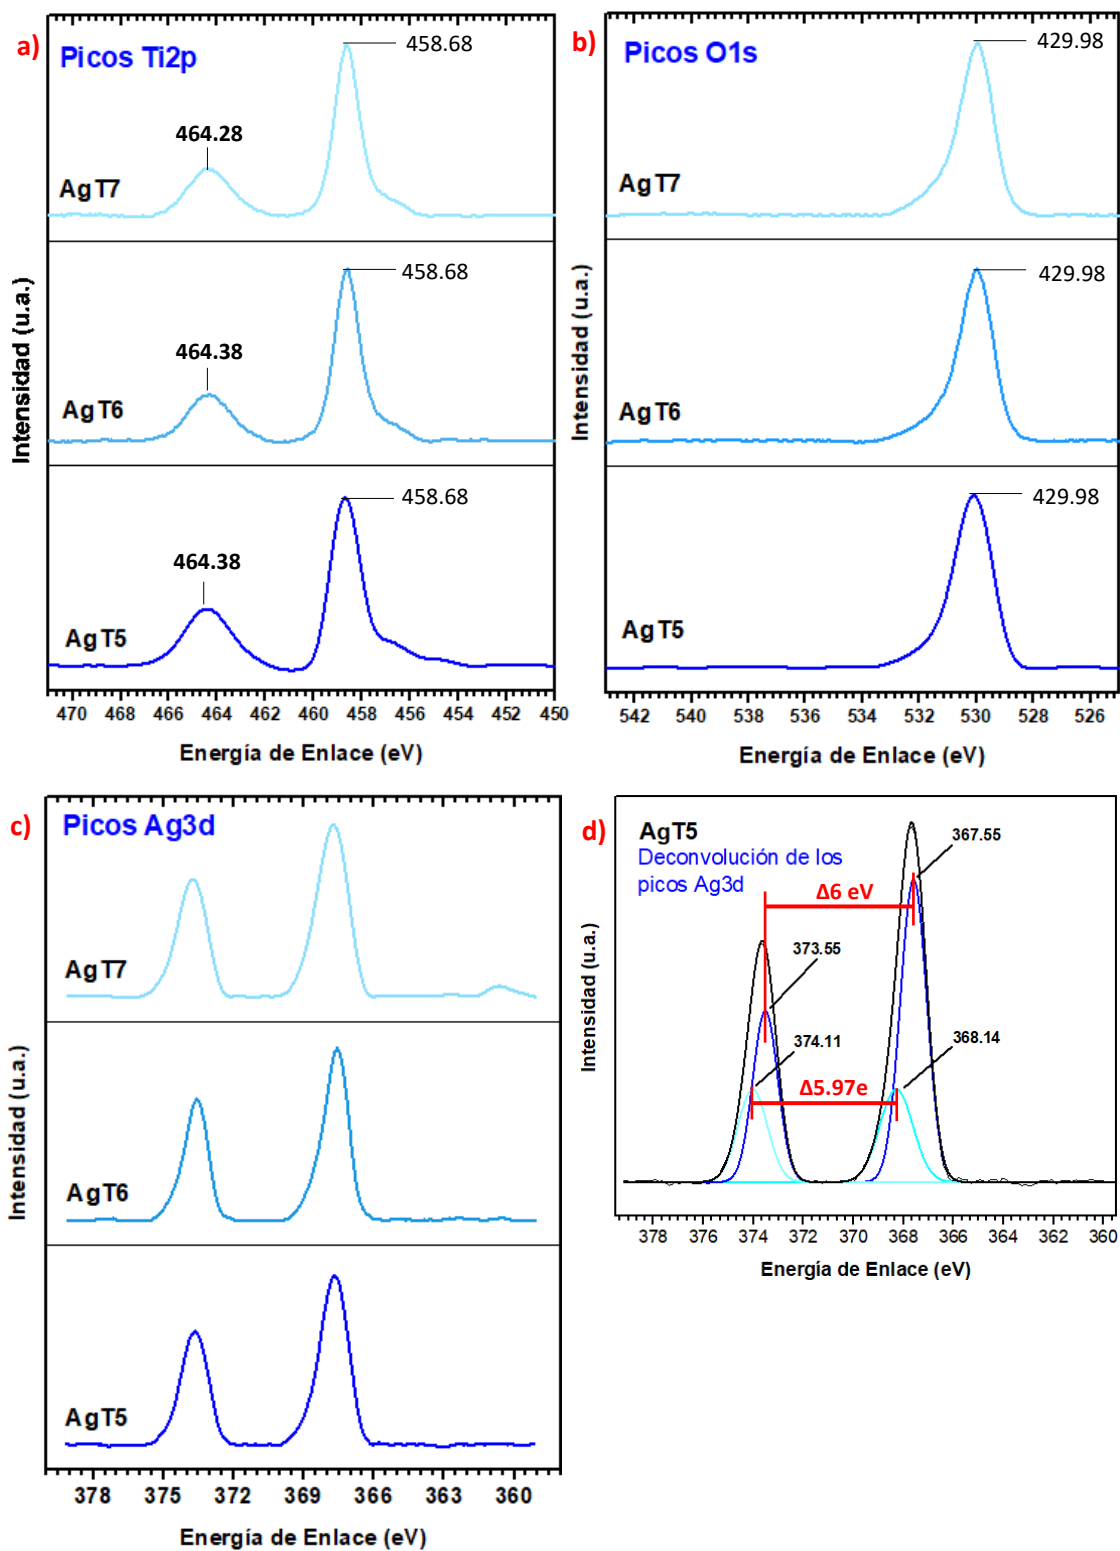 a)
Picos Ti2p
458.68
464.28
AgT7
458.68
464.38
AgT6
458.68
464.38
AgT5
Intensidad (u.a.)
470 468 466 464 462 460 458 456 454 452 450
Energía de Enlace (eV)
b)
Picos O1s
429.98
AgT7
429.98
AgT6
429.98
AgT5
Intensidad (u.a.)
542 540 538 536 534 532 530 528 526
Energía de Enlace (eV)
c)
Picos Ag3d
AgT7
AgT6
AgT5
Intensidad (u.a.)
378 375 372 369 366 363 360
Energía de Enlace (eV)
d)
AgT5
Deconvolución de los
picos Ag3d
367.55
Δ6 eV
373.55
374.11
368.14
Δ5.97e
Intensidad (u.a.)
378 376 374 372 370 368 366 364 362 360
Energía de Enlace (eV)